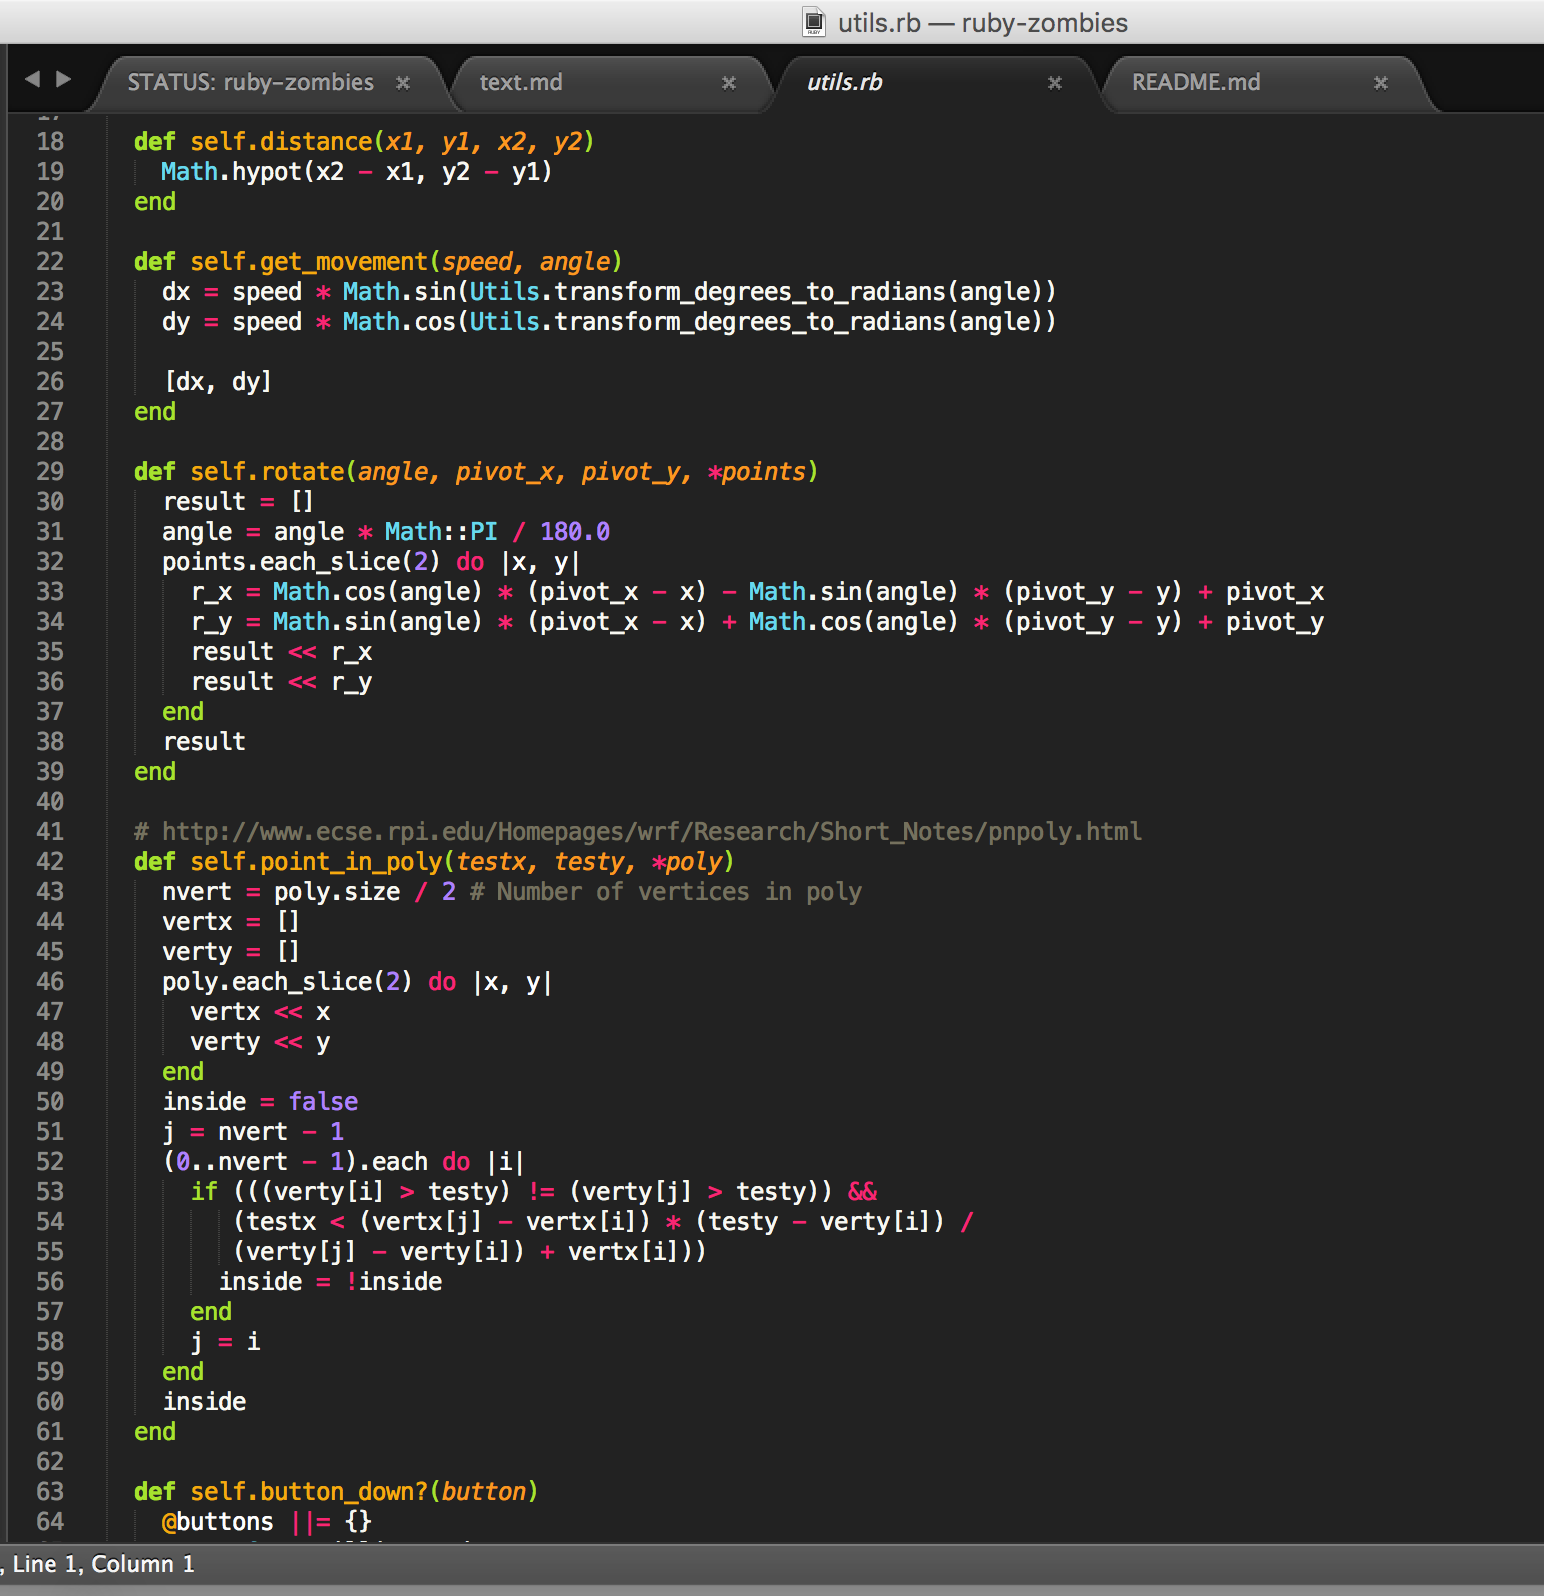 utils.rb — ruby-zombies
STATUS: ruby-zombies × text.md × utils.rb × README.md ×
17
18 def self.distance(x1, y1, x2, y2)
19 Math.hypot(x2 - x1, y2 - y1)
20 end
21
22 def self.get_movement(speed, angle)
23 dx = speed * Math.sin(Utils.transform_degrees_to_radians(angle))
24 dy = speed * Math.cos(Utils.transform_degrees_to_radians(angle))
25
26 [dx, dy]
27 end
28
29 def self.rotate(angle, pivot_x, pivot_y, *points)
30 result = []
31 angle = angle * Math::PI / 180.0
32 points.each_slice(2) do |x, y|
33 r_x = Math.cos(angle) * (pivot_x - x) - Math.sin(angle) * (pivot_y - y) + pivot_x
34 r_y = Math.sin(angle) * (pivot_x - x) + Math.cos(angle) * (pivot_y - y) + pivot_y
35 result << r_x
36 result << r_y
37 end
38 result
39 end
40
41 # http://www.ecse.rpi.edu/Homepages/wrf/Research/Short_Notes/pnpoly.html
42 def self.point_in_poly(testx, testy, *poly)
43 nvert = poly.size / 2 # Number of vertices in poly
44 vertx = []
45 verty = []
46 poly.each_slice(2) do |x, y|
47 vertx << x
48 verty << y
49 end
50 inside = false
51 j = nvert - 1
52 (0..nvert - 1).each do |i|
53 if (((verty[i] > testy) != (verty[j] > testy)) &&
54 (testx < (vertx[j] - vertx[i]) * (testy - verty[i]) /
55 (verty[j] - verty[i]) + vertx[i]))
56 inside = !inside
57 end
58 j = i
59 end
60 inside
61 end
62
63 def self.button_down?(button)
64 @buttons ||= {}
, Line 1, Column 1